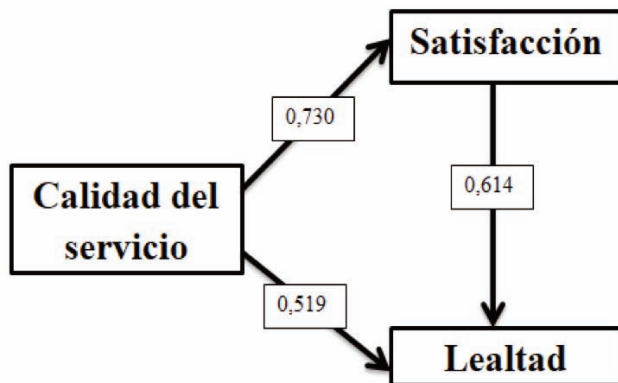 Satisfacción
0,730
Calidad del
servicio
0,614
0,519
Lealtad